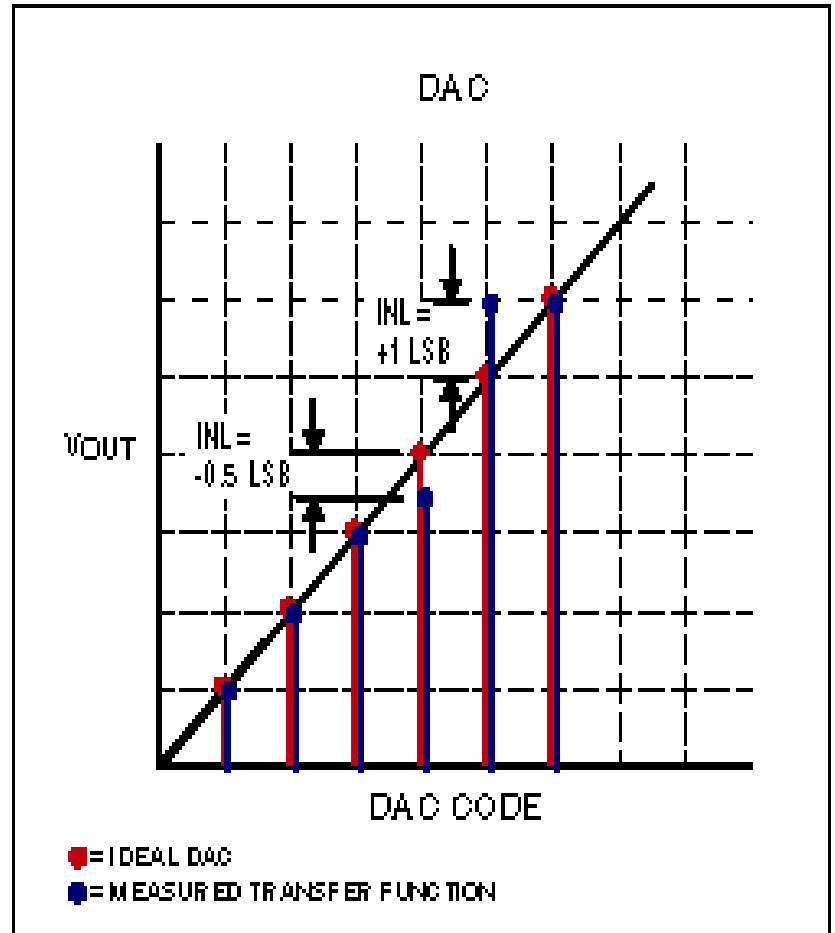 DAC
INL =
+1 LSB
INL =
-0.5 LSB
VOUT
DAC CODE
= IDEAL DAC
= MEASURED TRANSFER FUNCTION